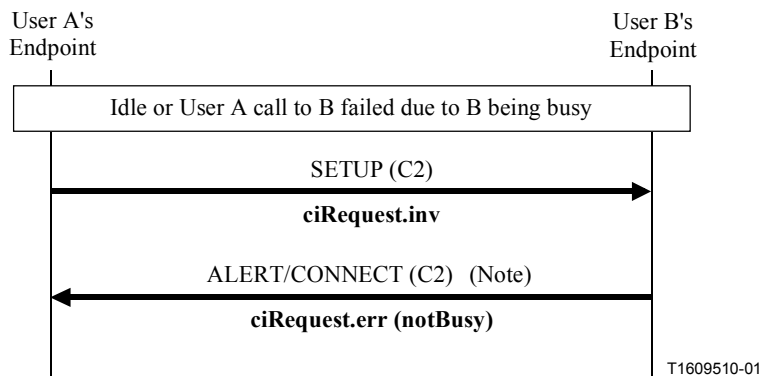 User A's
Endpoint
User B's
Endpoint
Idle or User A call to B failed due to B being busy
SETUP (C2)
ciRequest.inv
ALERT/CONNECT (C2) (Note)
ciRequest.err (notBusy)
T1609510-01